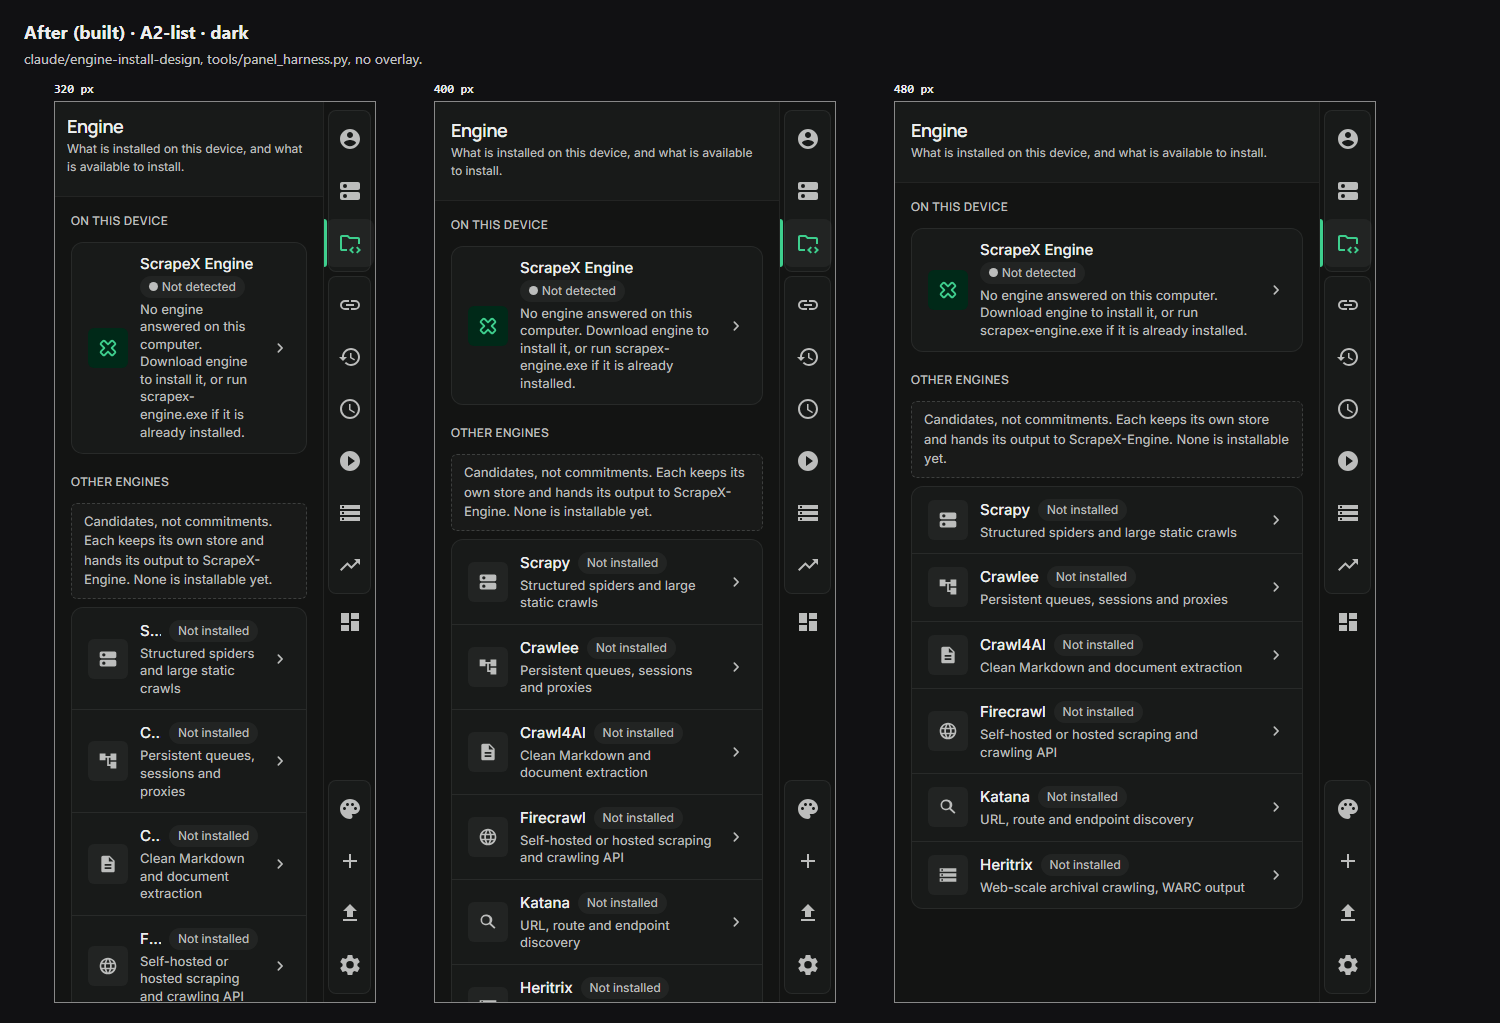 After (built) · A2-list · dark
claude/engine-install-design, tools/panel_harness.py, no overlay.
320 px
Engine
What is installed on this device, and what
is available to install.
ON THIS DEVICE
ScrapeX Engine
Not detected
No engine
answered on this
computer.
Download engine
to install it, or run
scrapex-
engine.exe if it is
already installed.
OTHER ENGINES
Candidates, not commitments.
Each keeps its own store and
hands its output to ScrapeX-
Engine. None is installable yet.
S... Not installed
Structured spiders
and large static
crawls
C.. Not installed
Persistent queues,
sessions and
proxies
C.. Not installed
Clean Markdown
and document
extraction
F... Not installed
Self-hosted or
hosted scraping
and crawling API
400 px
Engine
What is installed on this device, and what is available
to install.
ON THIS DEVICE
ScrapeX Engine
Not detected
No engine answered on this
computer. Download engine to
install it, or run scrapex-
engine.exe if it is already
installed.
OTHER ENGINES
Candidates, not commitments. Each keeps its
own store and hands its output to ScrapeX-
Engine. None is installable yet.
Scrapy Not installed
Structured spiders and large
static crawls
Crawlee Not installed
Persistent queues, sessions
and proxies
Crawl4AI Not installed
Clean Markdown and
document extraction
Firecrawl Not installed
Self-hosted or hosted scraping
and crawling API
Katana Not installed
URL, route and endpoint
discovery
Heritrix Not installed
480 px
Engine
What is installed on this device, and what is available to install.
ON THIS DEVICE
ScrapeX Engine
Not detected
No engine answered on this computer.
Download engine to install it, or run
scrapex-engine.exe if it is already installed.
OTHER ENGINES
Candidates, not commitments. Each keeps its own store
and hands its output to ScrapeX-Engine. None is installable
yet.
Scrapy Not installed
Structured spiders and large static crawls
Crawlee Not installed
Persistent queues, sessions and proxies
Crawl4AI Not installed
Clean Markdown and document extraction
Firecrawl Not installed
Self-hosted or hosted scraping and
crawling API
Katana Not installed
URL, route and endpoint discovery
Heritrix Not installed
Web-scale archival crawling, WARC output